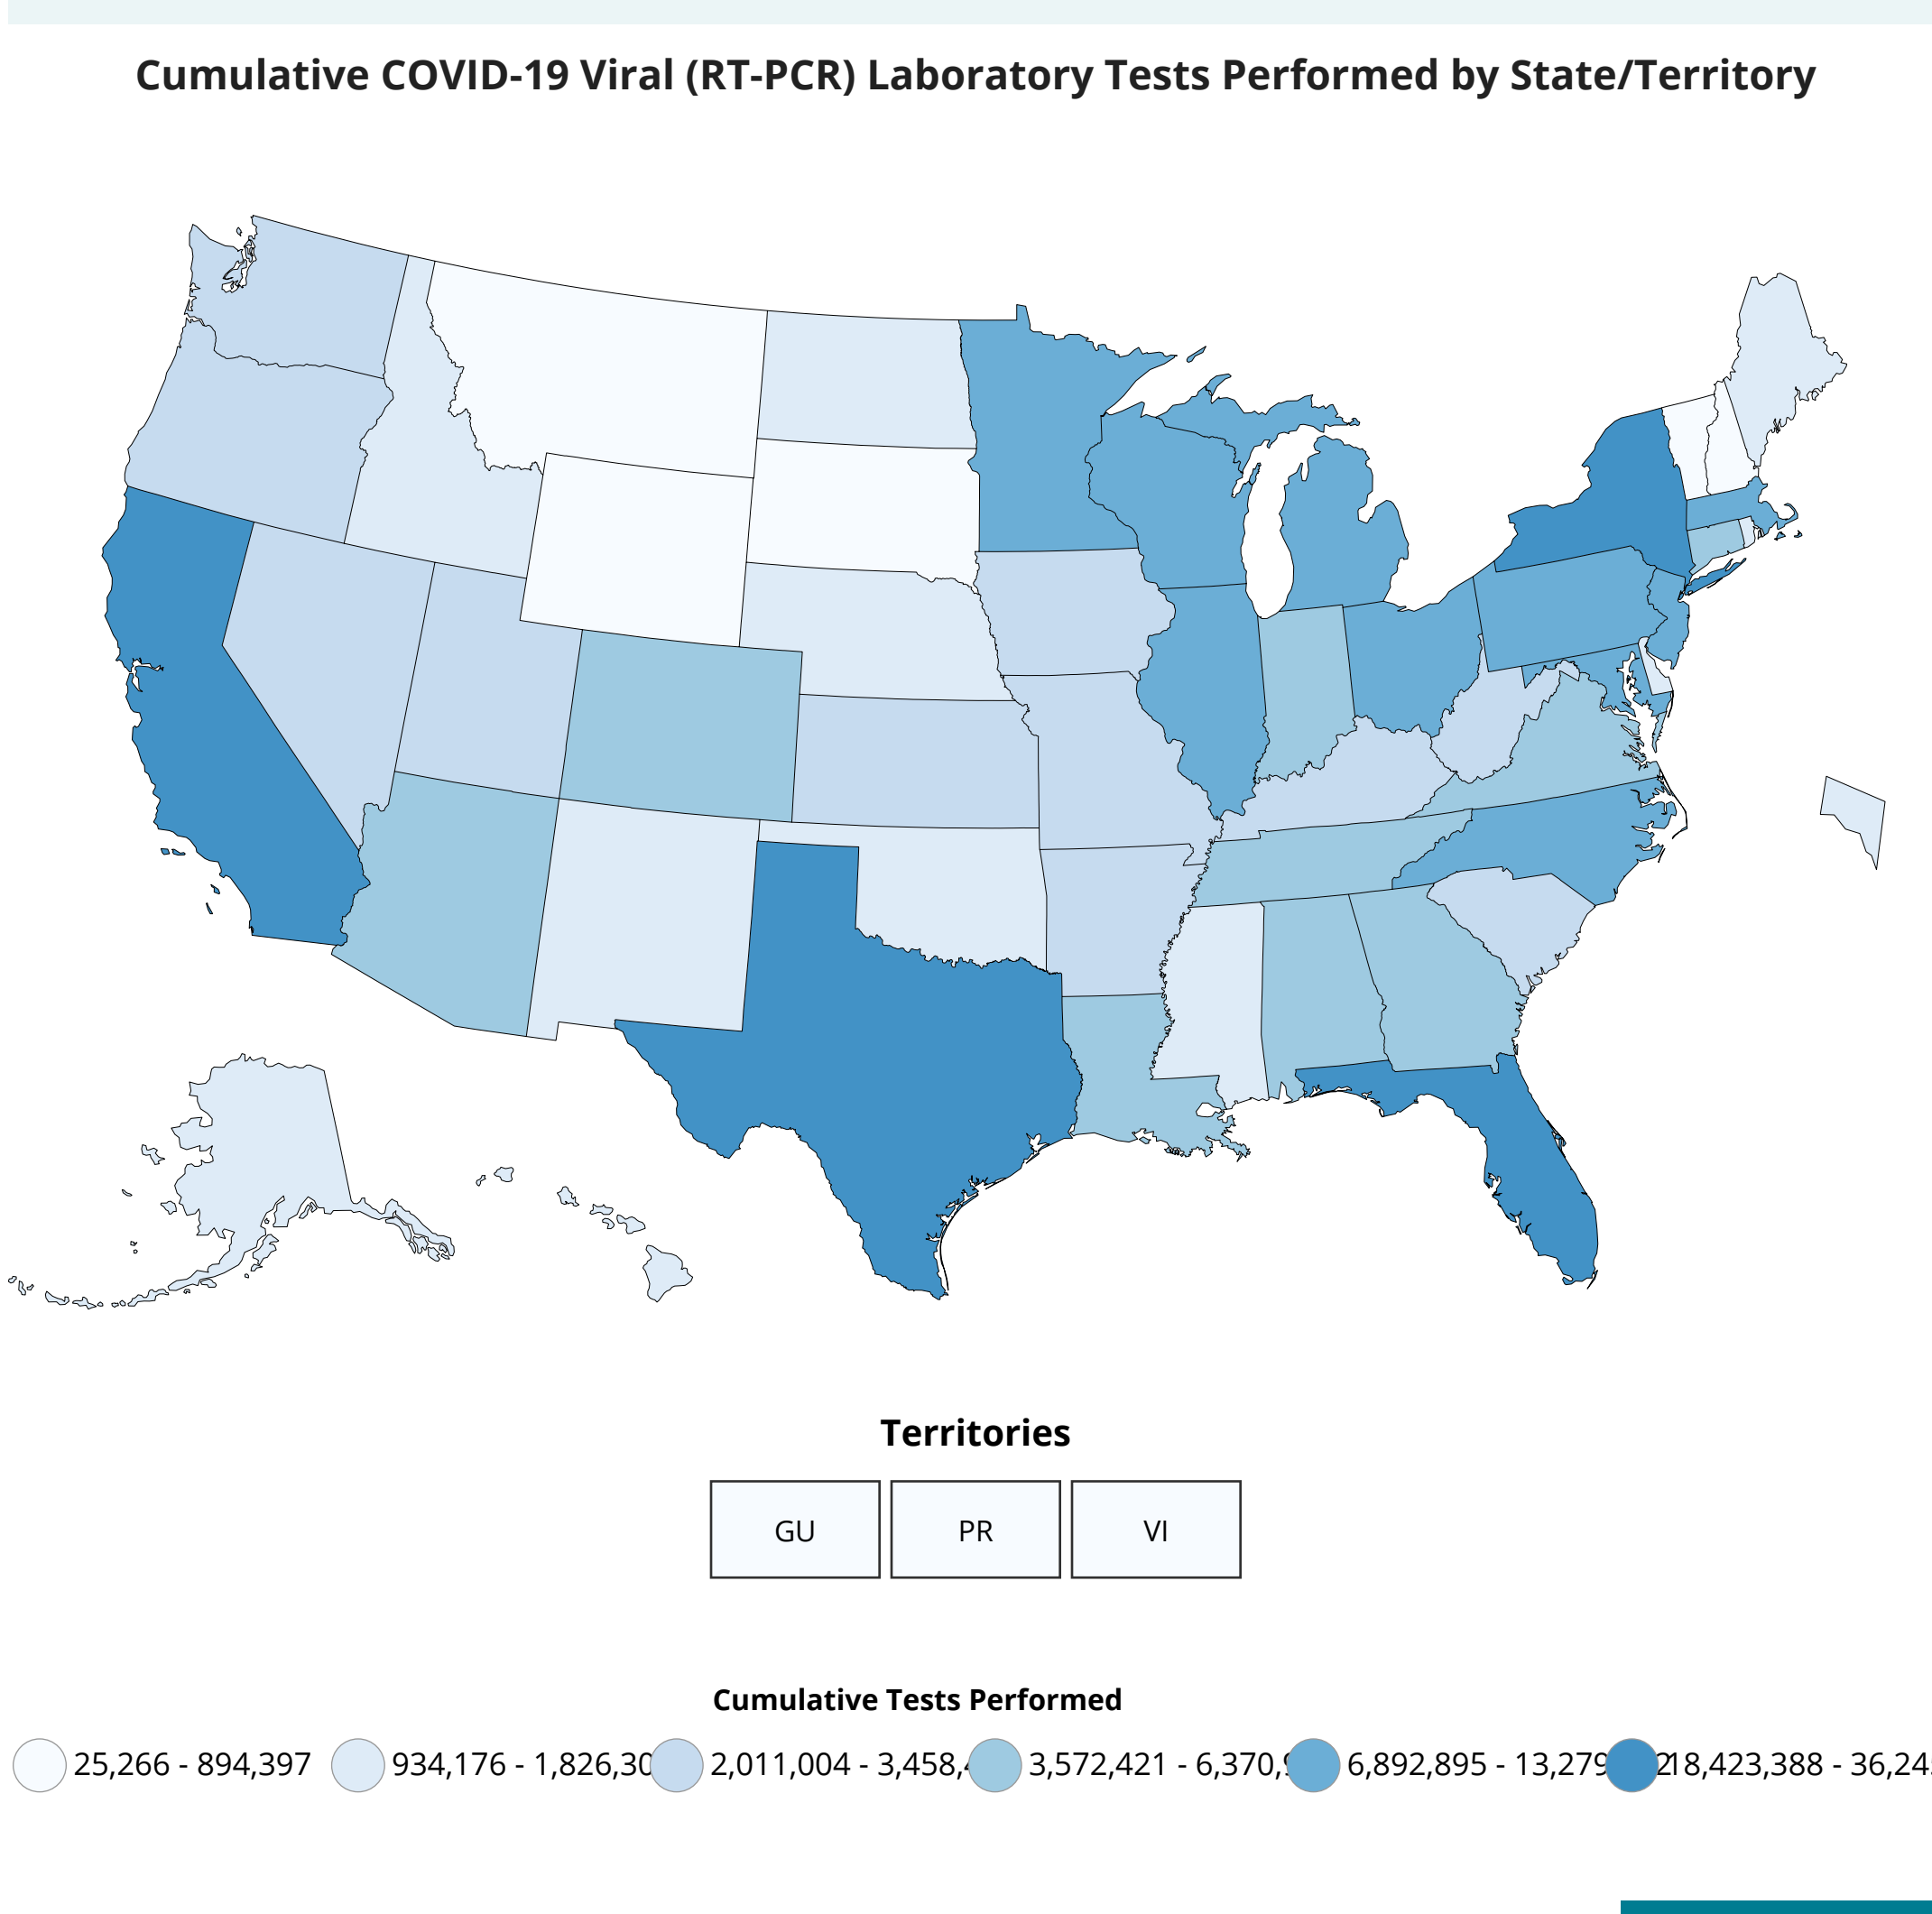 Cumulative COVID-19 Viral (RT-PCR) Laboratory Tests Performed by State/Territory
Territories
GU PR VI
Cumulative Tests Performed
25,266 - 894,397 934,176 - 1,826,30 2,011,004 - 3,458, 3,572,421 - 6,370, 6,892,895 - 13,279 2 18,423,388 - 36,24